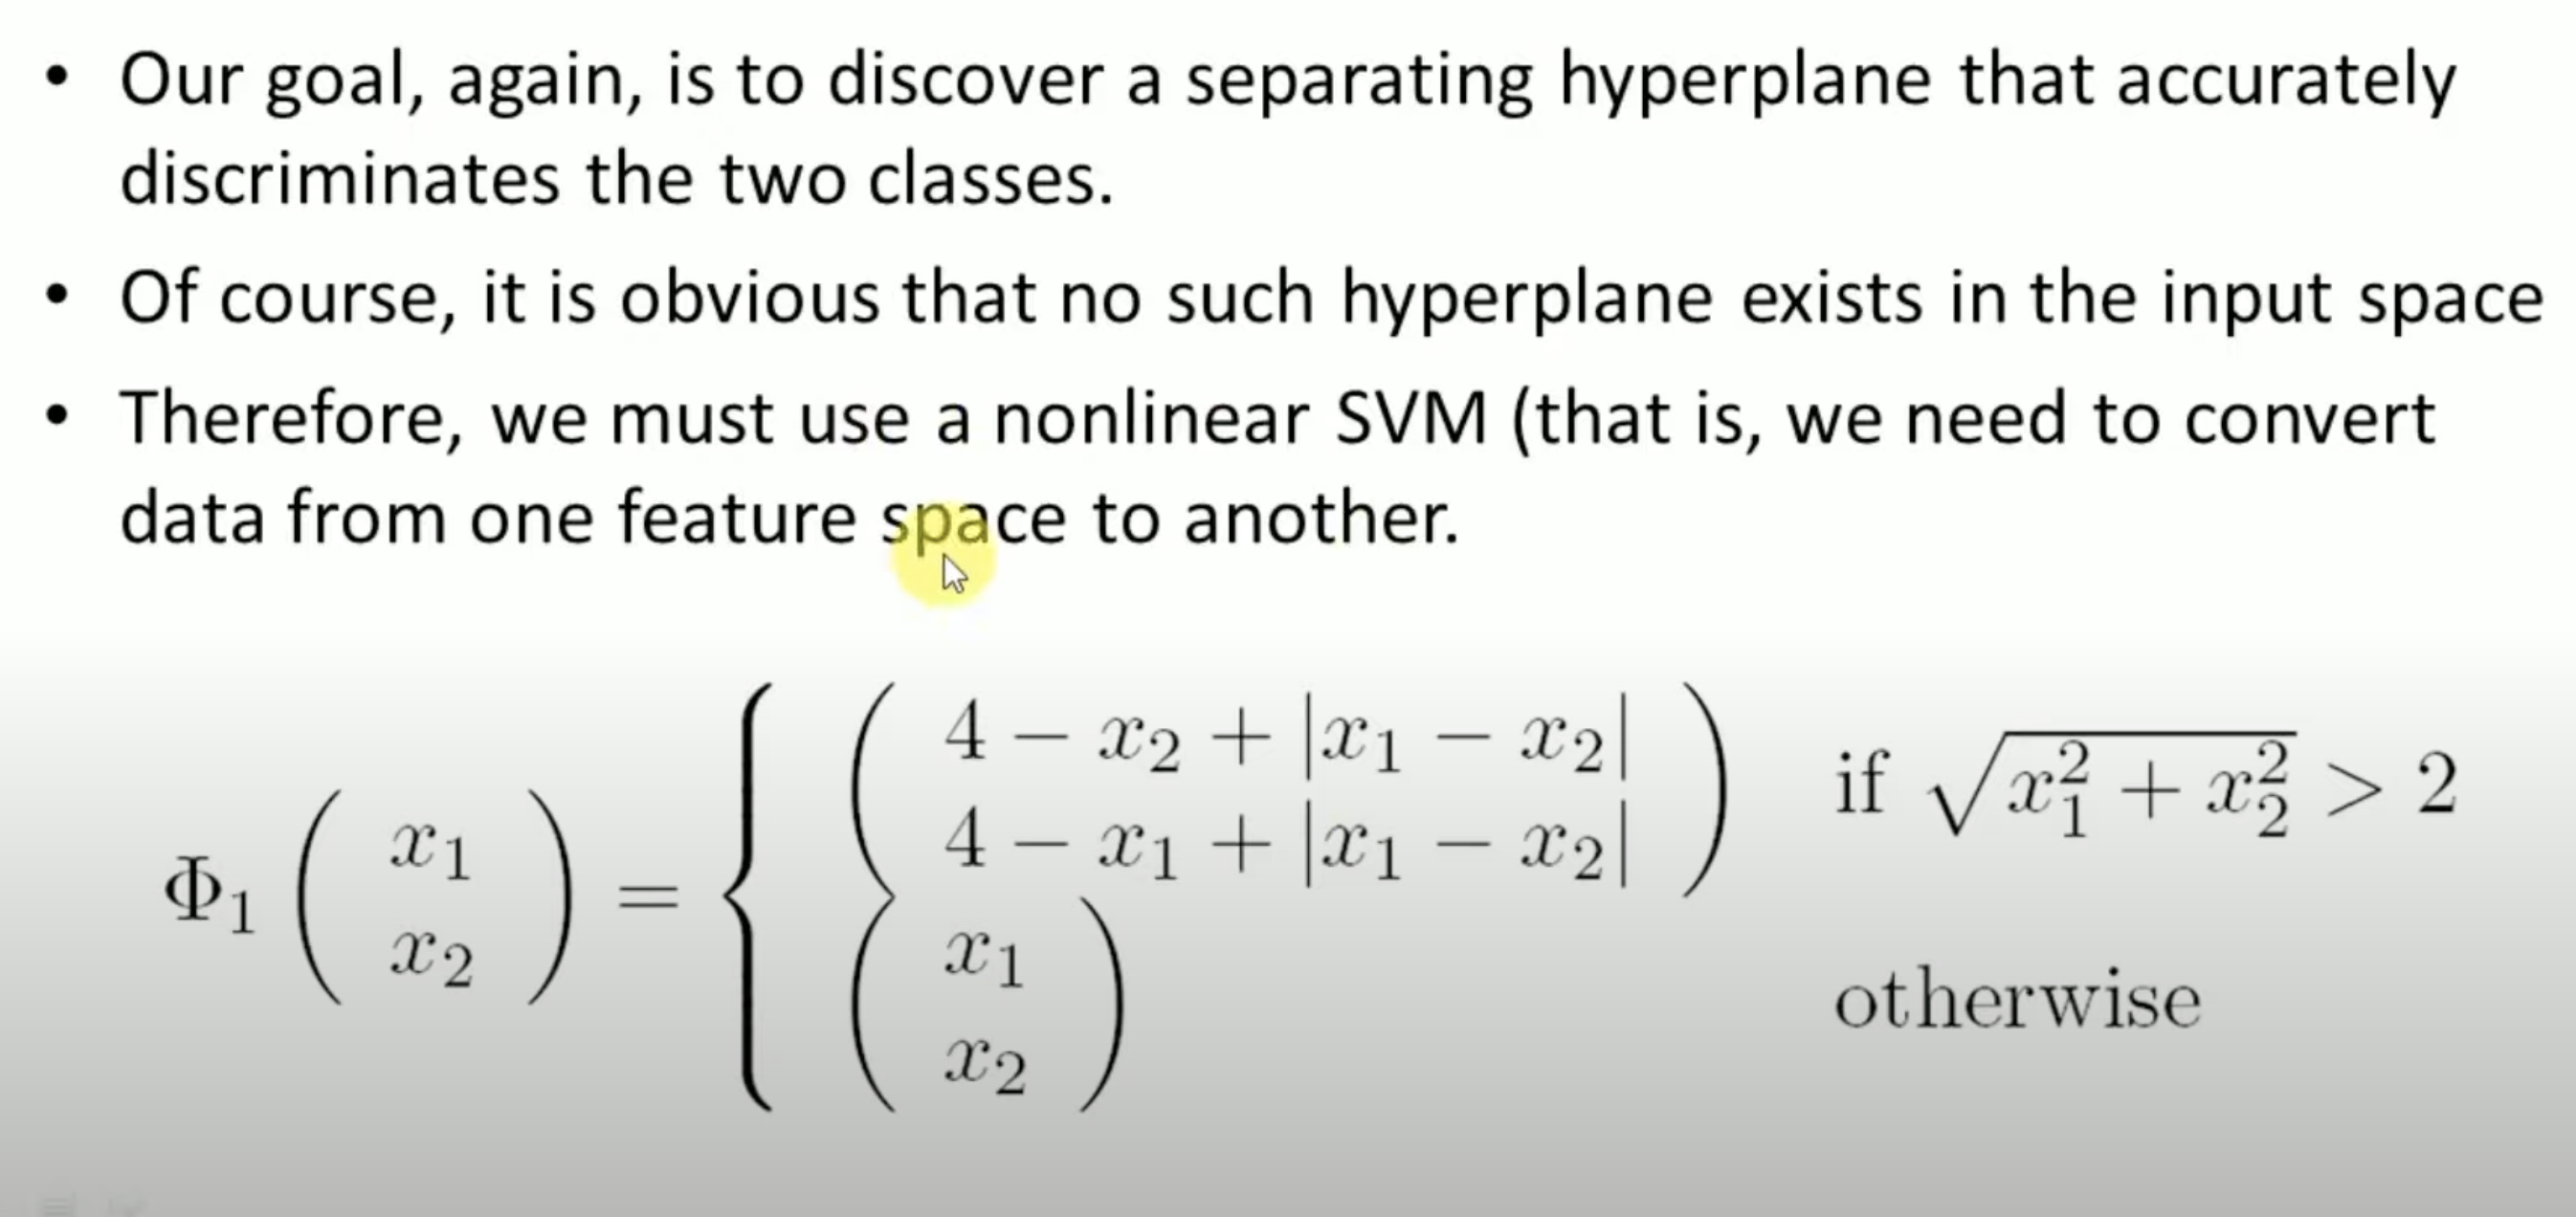 • Our goal, again, is to discover a separating hyperplane that accurately
discriminates the two classes.
• Of course, it is obvious that no such hyperplane exists in the input space
• Therefore, we must use a nonlinear SVM (that is, we need to convert
data from one feature space to another.
4 − x₂ + |x₁ − x₂|
4 − x₁ + |x₁ − x₂| if √(x₁² + x₂²) > 2
Φ₁ ( x₁ x₂ ) = {
x₁
x₂ otherwise